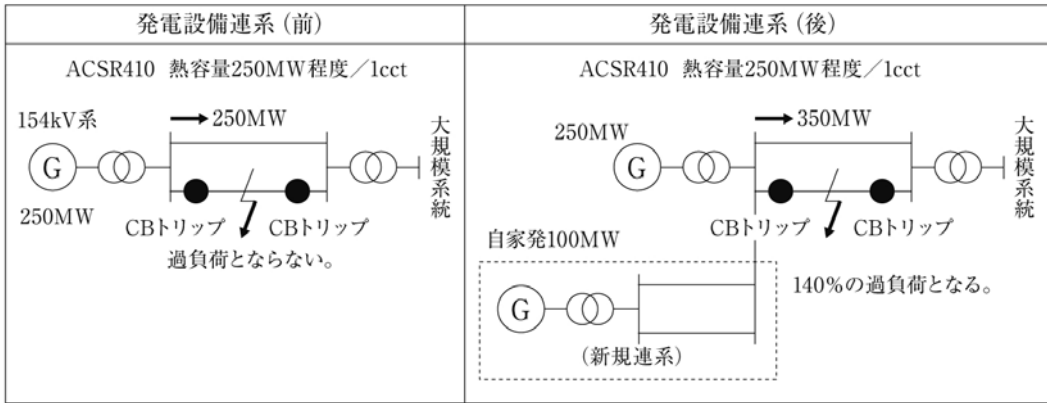 発電設備連系（前）
ACSR410 熱容量250MW程度／1cct
154kV系
250MW
G
250MW
CBトリップ
CBトリップ
過負荷とならない。
大規模系統
発電設備連系（後）
ACSR410 熱容量250MW程度／1cct
250MW
350MW
G
CBトリップ
CBトリップ
大規模系統
自家発100MW
140%の過負荷となる。
G
（新規連系）